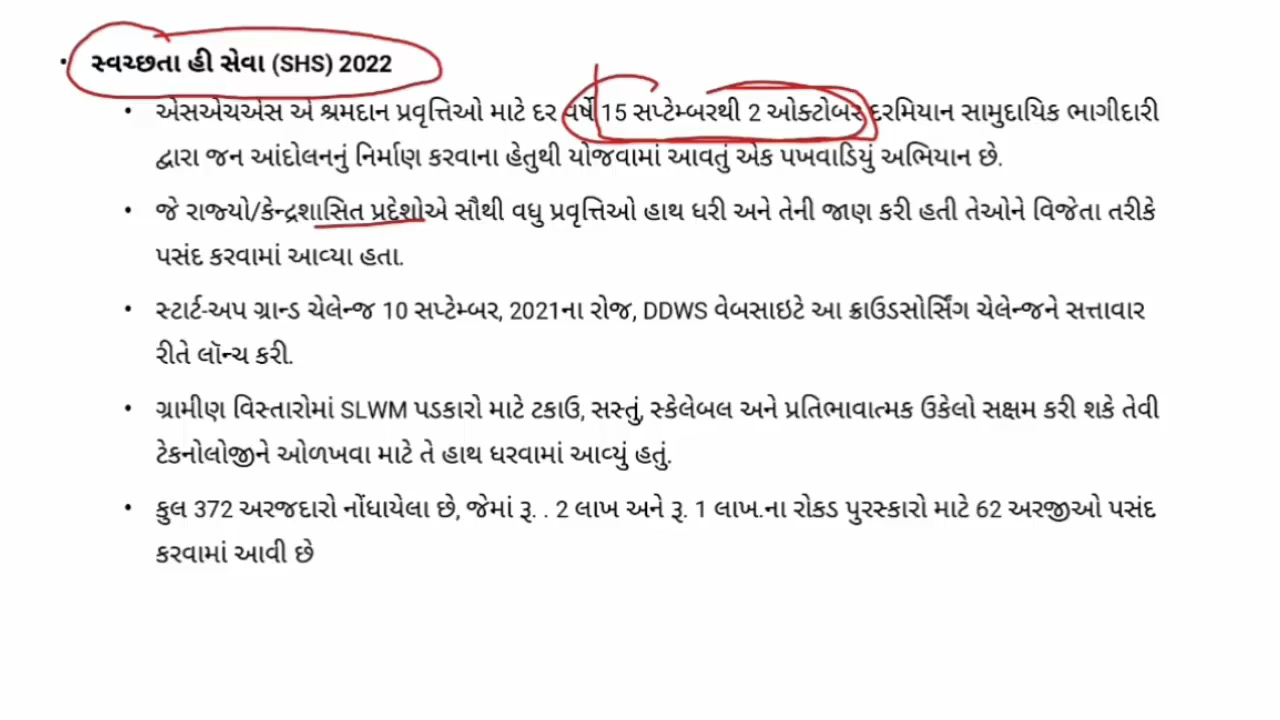 • સ્વચ્છતા હી સેવા (SHS) 2022
• એસએચએસ એ શ્રમદાન પ્રવૃત્તિઓ માટે દર વર્ષે 15 સપ્ટેમ્બરથી 2 ઓક્ટોબર દરમિયાન સામુદાયિક ભાગીદારી
દ્વારા જન આંદોલનનું નિર્માણ કરવાના હેતુથી યોજવામાં આવતું એક પખવાડિયું અભિયાન છે.
• જે રાજ્યો/કેન્દ્રશાસિત પ્રદેશોએ સૌથી વધુ પ્રવૃત્તિઓ હાથ ધરી અને તેની જાણ કરી હતી તેઓને વિજેતા તરીકે
પસંદ કરવામાં આવ્યા હતા.
• સ્ટાર્ટ-અપ ગ્રાન્ડ ચેલેન્જ 10 સપ્ટેમ્બર, 2021ના રોજ, DDWS વેબસાઇટે આ ક્રાઉડસોર્સિંગ ચેલેન્જને સત્તાવાર
રીતે લૉન્ચ કરી.
• ગ્રામીણ વિસ્તારોમાં SLWM પડકારો માટે ટકાઉ, સસ્તું, સ્કેલેબલ અને પ્રતિભાવાત્મક ઉકેલો સક્ષમ કરી શકે તેવી
ટેકનોલોજીને ઓળખવા માટે તે હાથ ધરવામાં આવ્યું હતું.
• કુલ 372 અરજદારો નોંધાયેલા છે, જેમાં રૂ. . 2 લાખ અને રૂ. 1 લાખ.ના રોકડ પુરસ્કારો માટે 62 અરજીઓ પસંદ
કરવામાં આવી છે